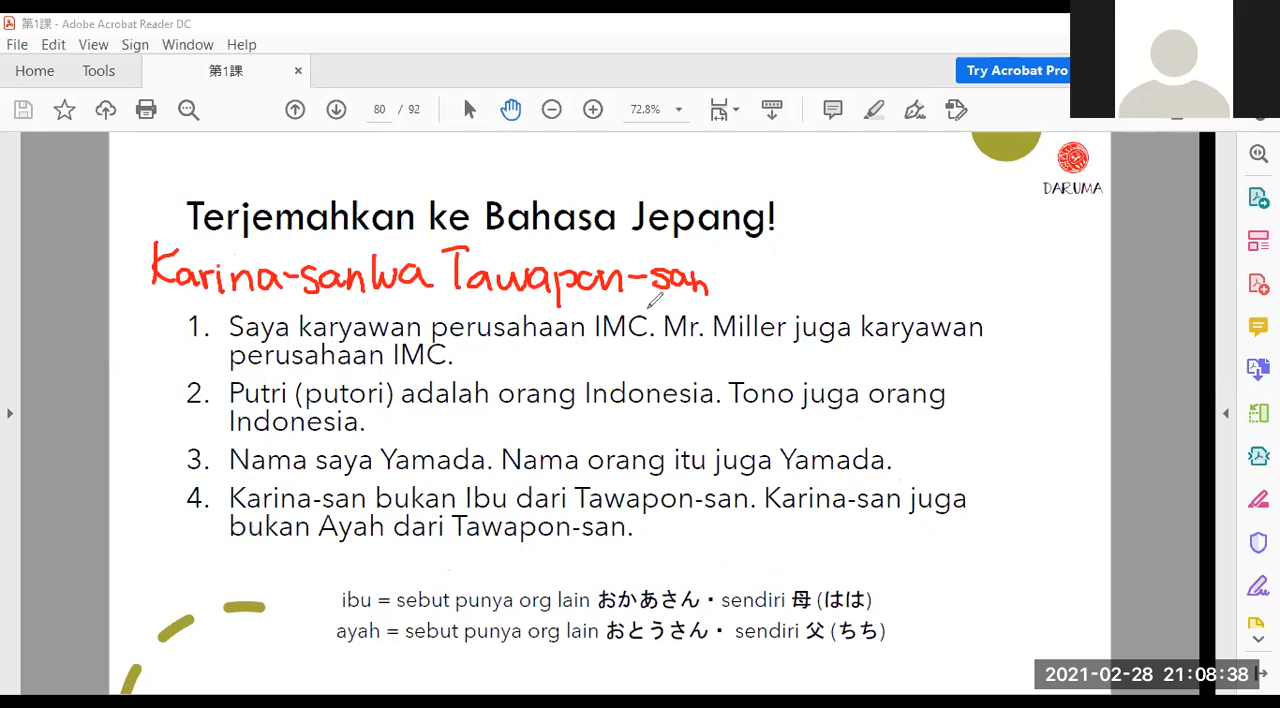 第1課 - Adobe Acrobat Reader DC
File Edit View Sign Window Help
Home Tools 第1課 × Try Acrobat Pro
80 / 92 72.8%
DARUMA
Terjemahkan ke Bahasa Jepang!
Karina-san wa Tawapon-san
1. Saya karyawan perusahaan IMC. Mr. Miller juga karyawan
perusahaan IMC.
2. Putri (putori) adalah orang Indonesia. Tono juga orang
Indonesia.
3. Nama saya Yamada. Nama orang itu juga Yamada.
4. Karina-san bukan Ibu dari Tawapon-san. Karina-san juga
bukan Ayah dari Tawapon-san.
ibu = sebut punya org lain おかあさん・sendiri 母 (はは)
ayah = sebut punya org lain おとうさん・ sendiri 父 (ちち)
2021-02-28 21:08:38